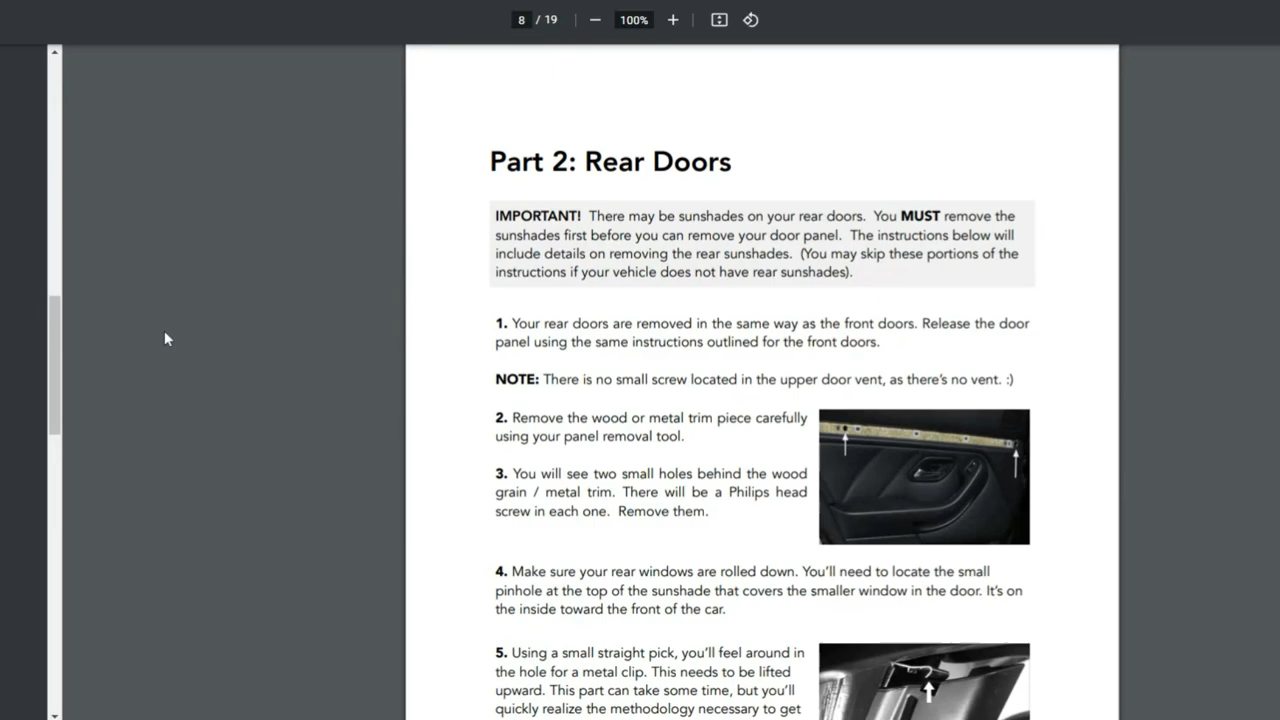 8 / 19
100%
Part 2: Rear Doors
IMPORTANT! There may be sunshades on your rear doors. You MUST remove the
sunshades first before you can remove your door panel. The instructions below will
include details on removing the rear sunshades. (You may skip these portions of the
instructions if your vehicle does not have rear sunshades).
1. Your rear doors are removed in the same way as the front doors. Release the door
panel using the same instructions outlined for the front doors.
NOTE: There is no small screw located in the upper door vent, as there's no vent. :)
2. Remove the wood or metal trim piece carefully
using your panel removal tool.
3. You will see two small holes behind the wood
grain / metal trim. There will be a Philips head
screw in each one. Remove them.
4. Make sure your rear windows are rolled down. You'll need to locate the small
pinhole at the top of the sunshade that covers the smaller window in the door. It's on
the inside toward the front of the car.
5. Using a small straight pick, you'll feel around in
the hole for a metal clip. This needs to be lifted
upward. This part can take some time, but you'll
quickly realize the methodology necessary to get